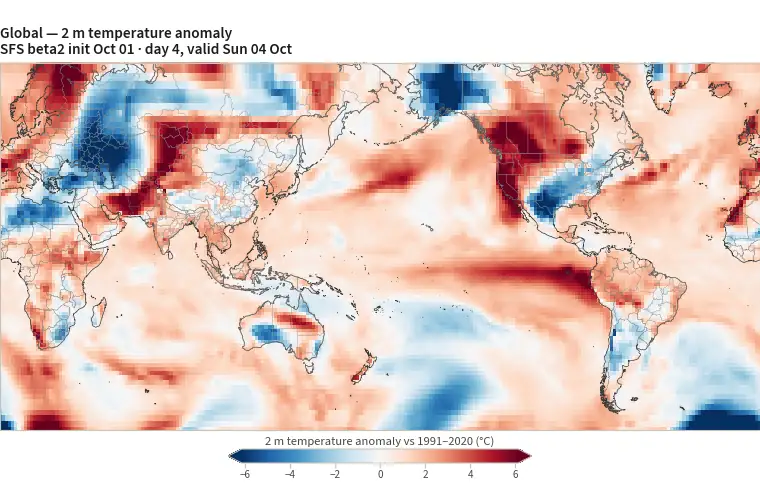 Global — 2 m temperature anomaly
SFS beta2 init Oct 01 · day 4, valid Sun 04 Oct
2 m temperature anomaly vs 1991–2020 (°C)
−6 −4 −2 0 2 4 6